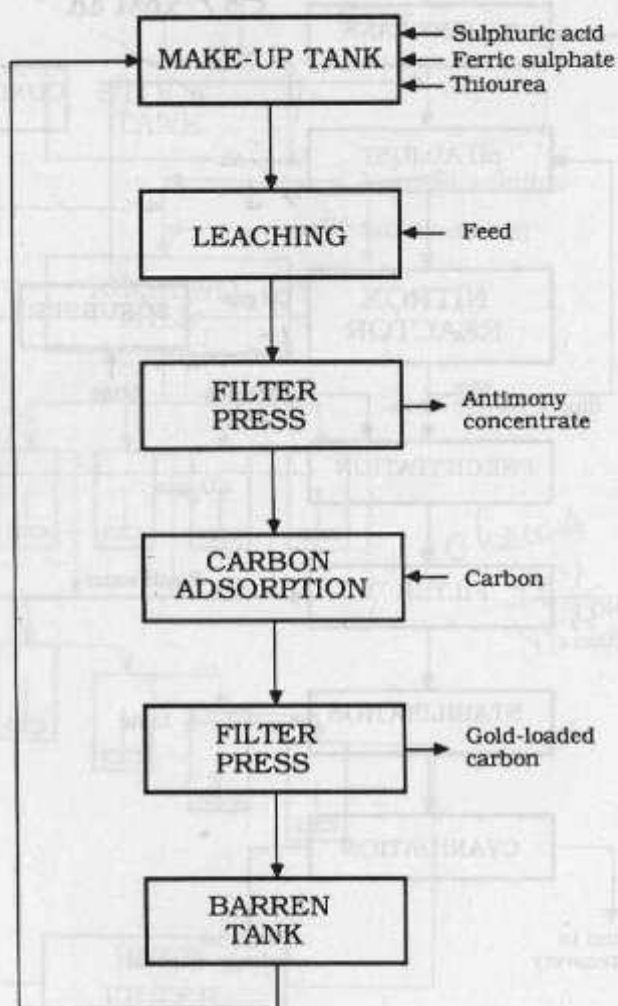 MAKE-UP TANK
Sulphuric acid
Ferric sulphate
Thiourea
LEACHING
Feed
FILTER
PRESS
Antimony
concentrate
CARBON
ADSORPTION
Carbon
FILTER
PRESS
Gold-loaded
carbon
BARREN
TANK